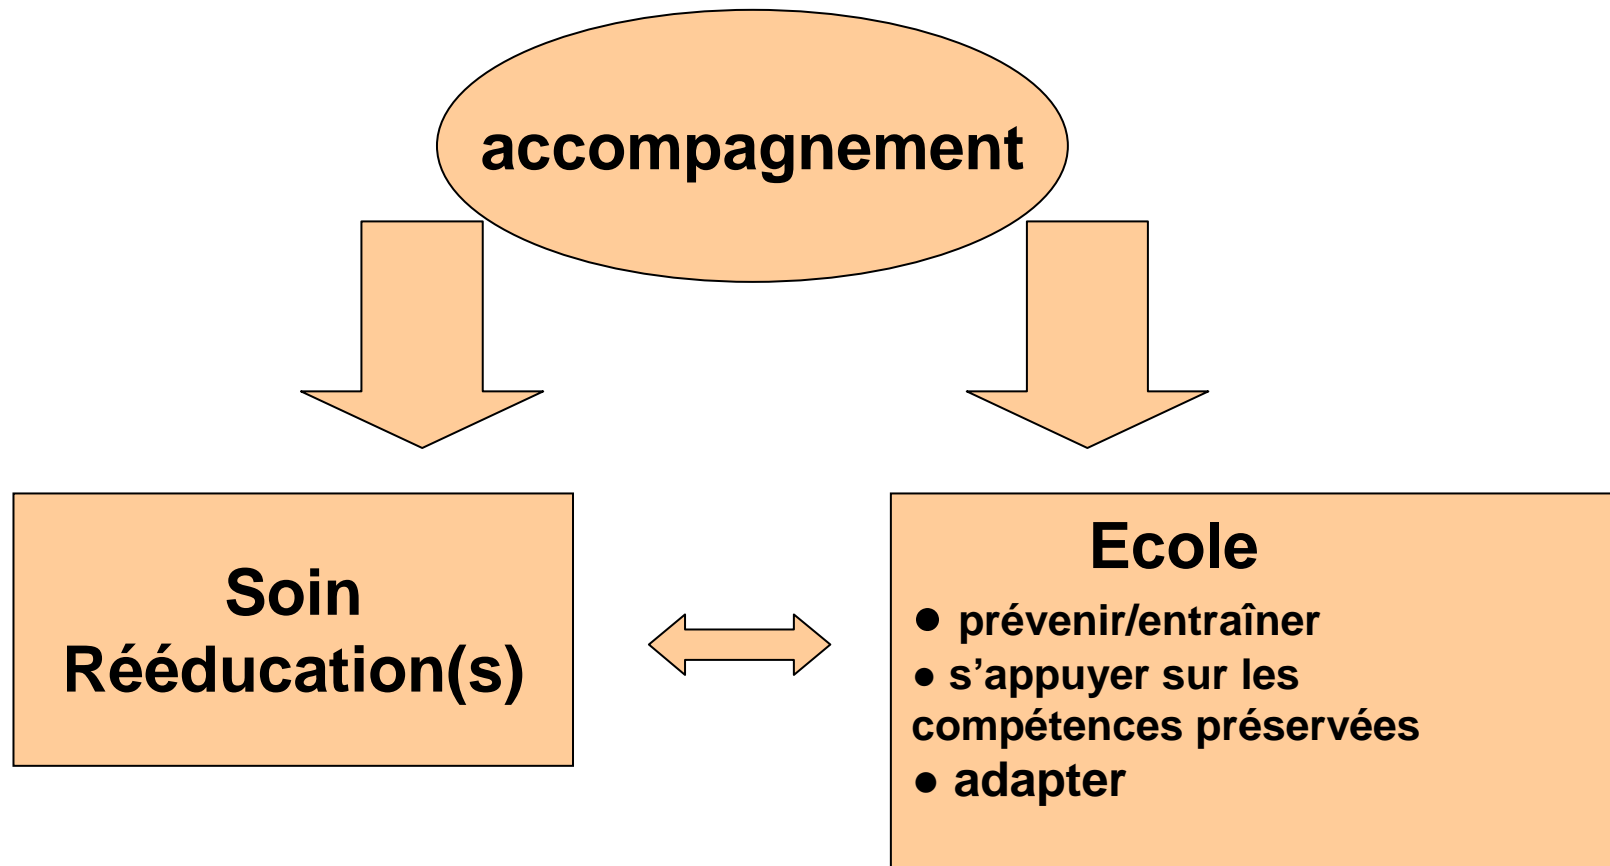 accompagnement
Soin
Rééducation(s)
Ecole
● prévenir/entraîner
● s’appuyer sur les
compétences préservées
● adapter